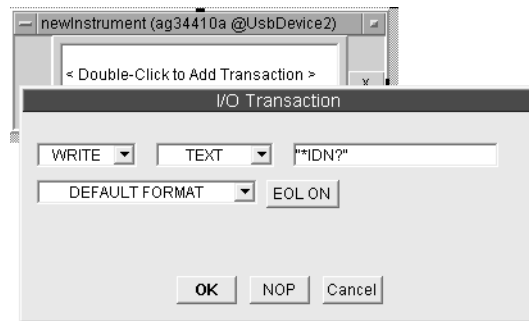 newInstrument (ag34410a @UsbDevice2)
< Double-Click to Add Transaction >
X
I/O Transaction
WRITE TEXT "*IDN?"
DEFAULT FORMAT EOL ON
OK NOP Cancel